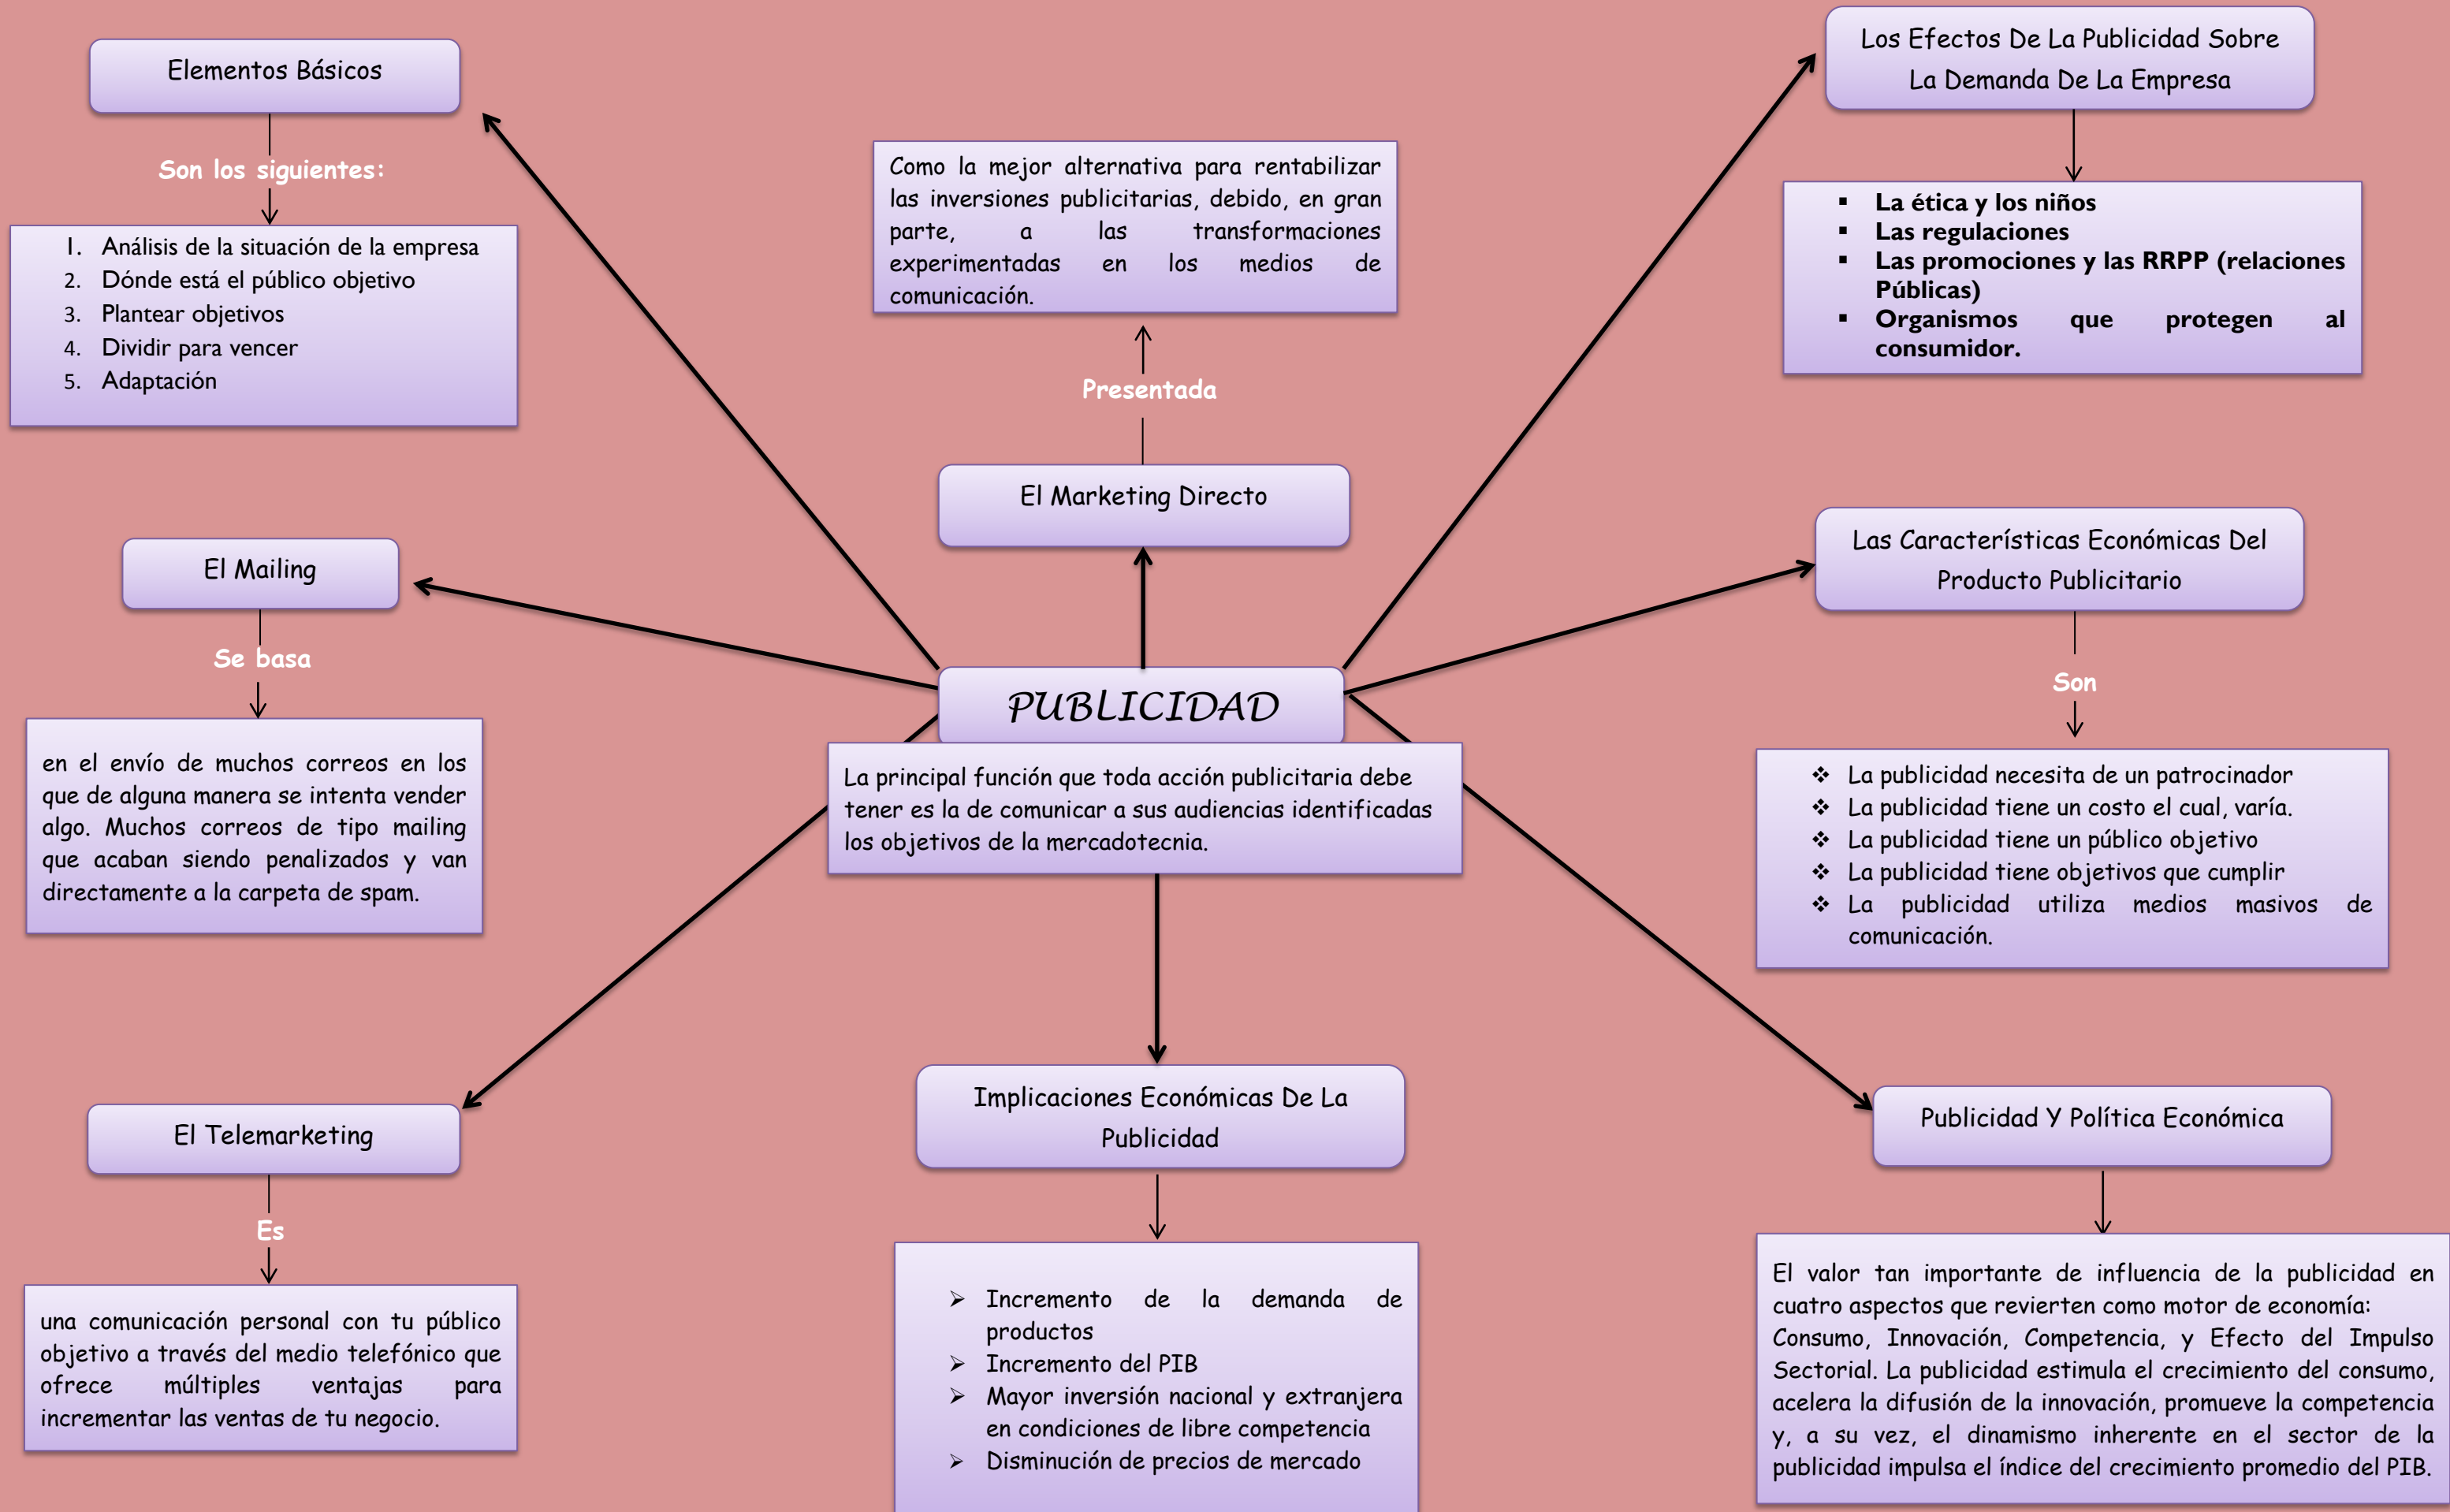 Elementos Básicos
Son los siguientes:
1. Análisis de la situación de la empresa
2. Dónde está el público objetivo
3. Plantear objetivos
4. Dividir para vencer
5. Adaptación
Como la mejor alternativa para rentabilizar
las inversiones publicitarias, debido, en gran
parte, a las transformaciones
experimentadas en los medios de
comunicación.
Presentada
El Marketing Directo
Los Efectos De La Publicidad Sobre
La Demanda De La Empresa
▪ La ética y los niños
▪ Las regulaciones
▪ Las promociones y las RRPP (relaciones
Públicas)
▪ Organismos que protegen al
consumidor.
El Mailing
Se basa
en el envío de muchos correos en los
que de alguna manera se intenta vender
algo. Muchos correos de tipo mailing
que acaban siendo penalizados y van
directamente a la carpeta de spam.
PUBLICIDAD
La principal función que toda acción publicitaria debe
tener es la de comunicar a sus audiencias identificadas
los objetivos de la mercadotecnia.
Las Características Económicas Del
Producto Publicitario
Son
❖ La publicidad necesita de un patrocinador
❖ La publicidad tiene un costo el cual, varía.
❖ La publicidad tiene un público objetivo
❖ La publicidad tiene objetivos que cumplir
❖ La publicidad utiliza medios masivos de
comunicación.
El Telemarketing
Es
una comunicación personal con tu público
objetivo a través del medio telefónico que
ofrece múltiples ventajas para
incrementar las ventas de tu negocio.
Implicaciones Económicas De La
Publicidad
➢ Incremento de la demanda de
productos
➢ Incremento del PIB
➢ Mayor inversión nacional y extranjera
en condiciones de libre competencia
➢ Disminución de precios de mercado
Publicidad Y Política Económica
El valor tan importante de influencia de la publicidad en
cuatro aspectos que revierten como motor de economía:
Consumo, Innovación, Competencia, y Efecto del Impulso
Sectorial. La publicidad estimula el crecimiento del consumo,
acelera la difusión de la innovación, promueve la competencia
y, a su vez, el dinamismo inherente en el sector de la
publicidad impulsa el índice del crecimiento promedio del PIB.